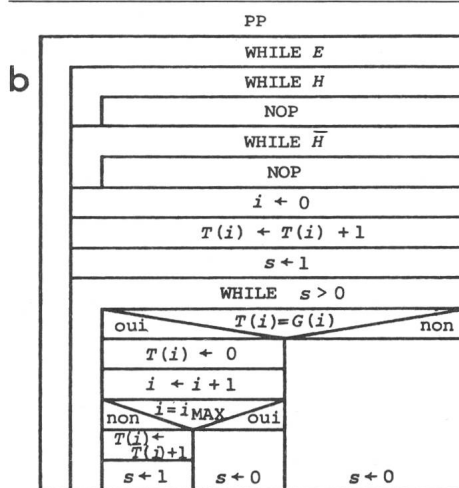 PP
WHILE E
b
WHILE H
NOP
WHILE H̅
NOP
i ← 0
T(i) ← T(i) +1
s ← 1
WHILE s > 0
oui T(i)=G(i) non
T(i) ← 0
i ← i + 1
non i = iMAX oui
T(i)←
T(i)+1
s ← 1 s ← 0 s ← 0